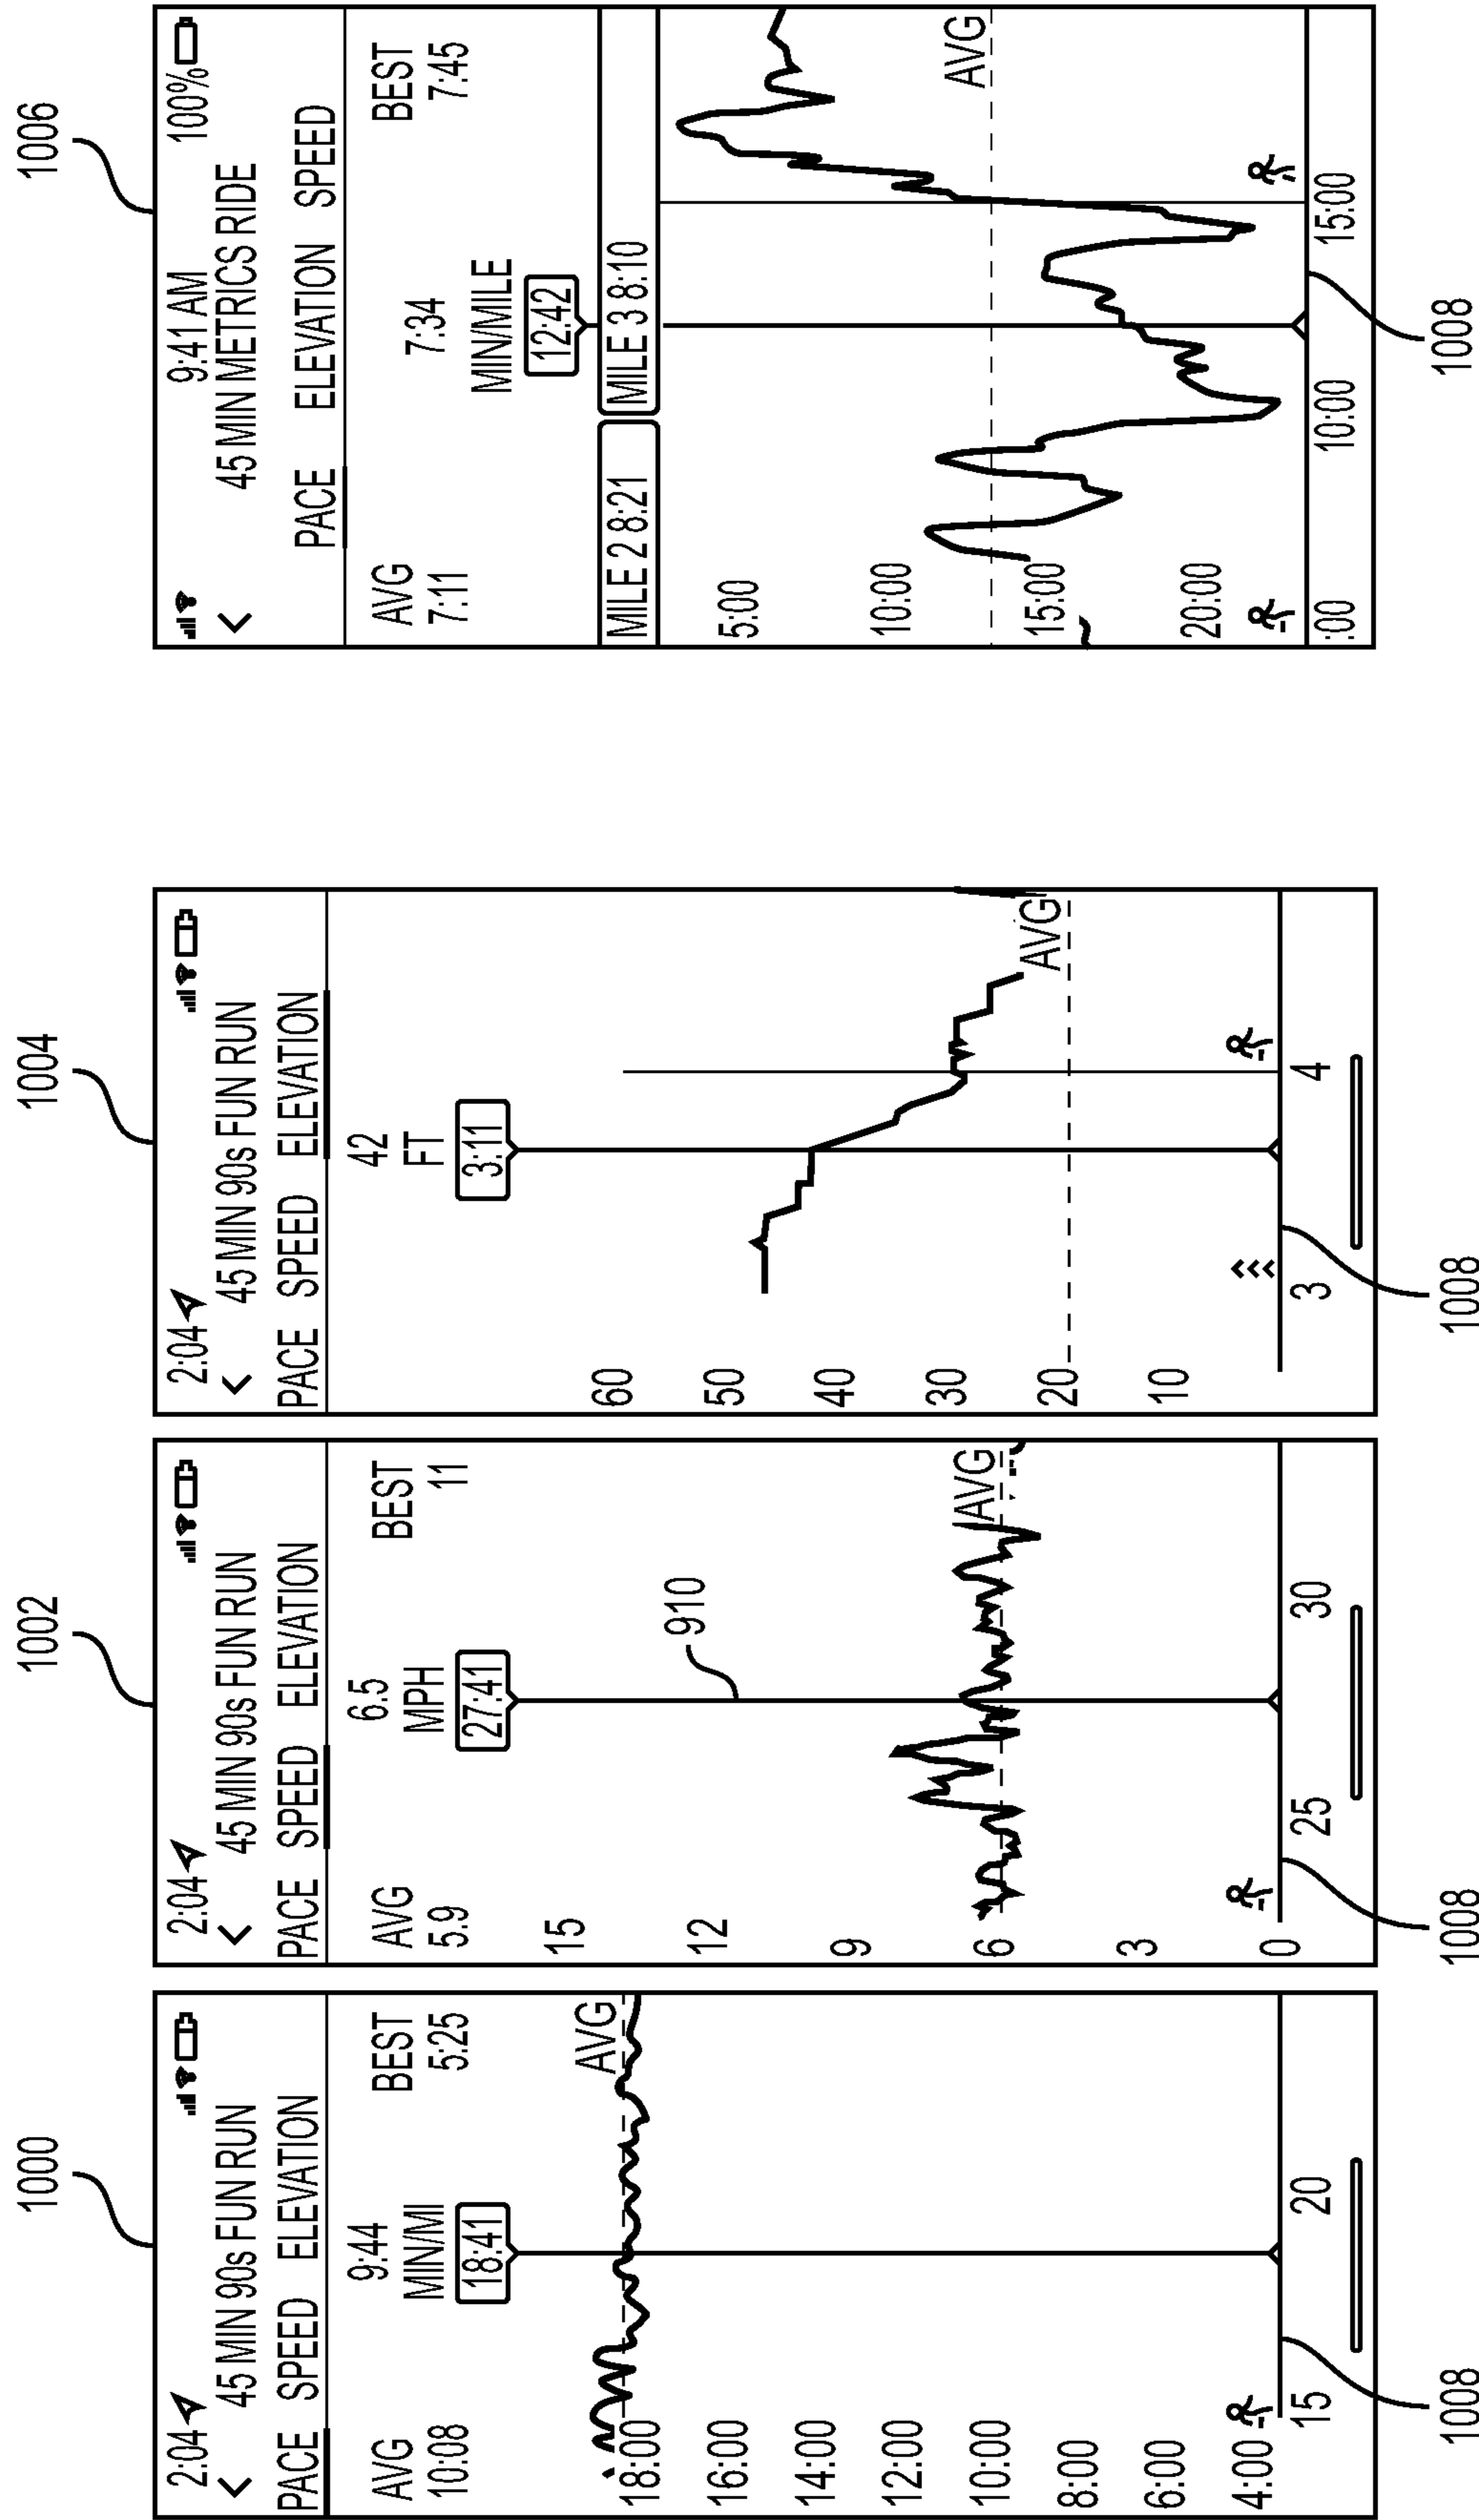 1000
2:04
45 MIN 90s FUN RUN
PACE SPEED ELEVATION
AVG
10:08
9:44
MIN/MI
18:41
BEST
5:25
AVG
18:00
16:00
14:00
12:00
10:00
8:00
6:00
4:00
15 20
1008
1002
2:04
45 MIN 90s FUN RUN
PACE SPEED ELEVATION
AVG
5.9
6.5
MPH
27:41
BEST
11
910
AVG
15
12
9
6
3
0
25 30
1008
1004
2:04
45 MIN 90s FUN RUN
PACE SPEED ELEVATION
42
FT
3:11
AVG
60
50
40
30
20
10
3 4
1008
1006
9:41 AM 100%
45 MIN METRICS RIDE
PACE ELEVATION SPEED
AVG
7:11
7:34
MIN/MILE
12:42
BEST
7:45
MILE 2 8:21 MILE 3 8:10
5:00
10:00
AVG
15:00
20:00
:00 10:00 15:00
1008